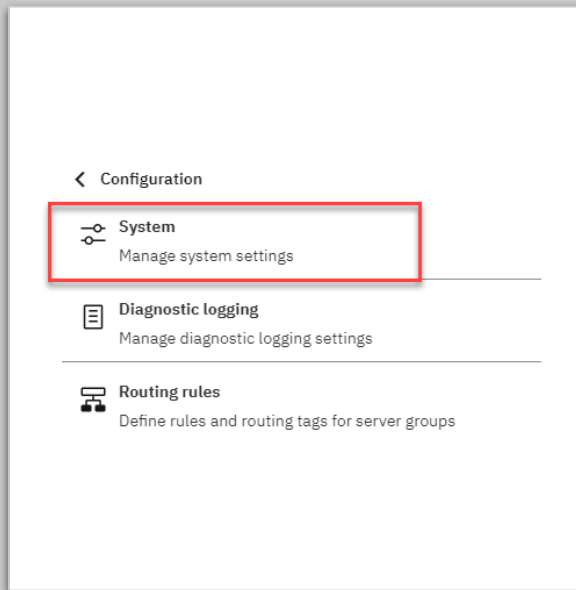 Configuration
System
Manage system settings
Diagnostic logging
Manage diagnostic logging settings
Routing rules
Define rules and routing tags for server groups